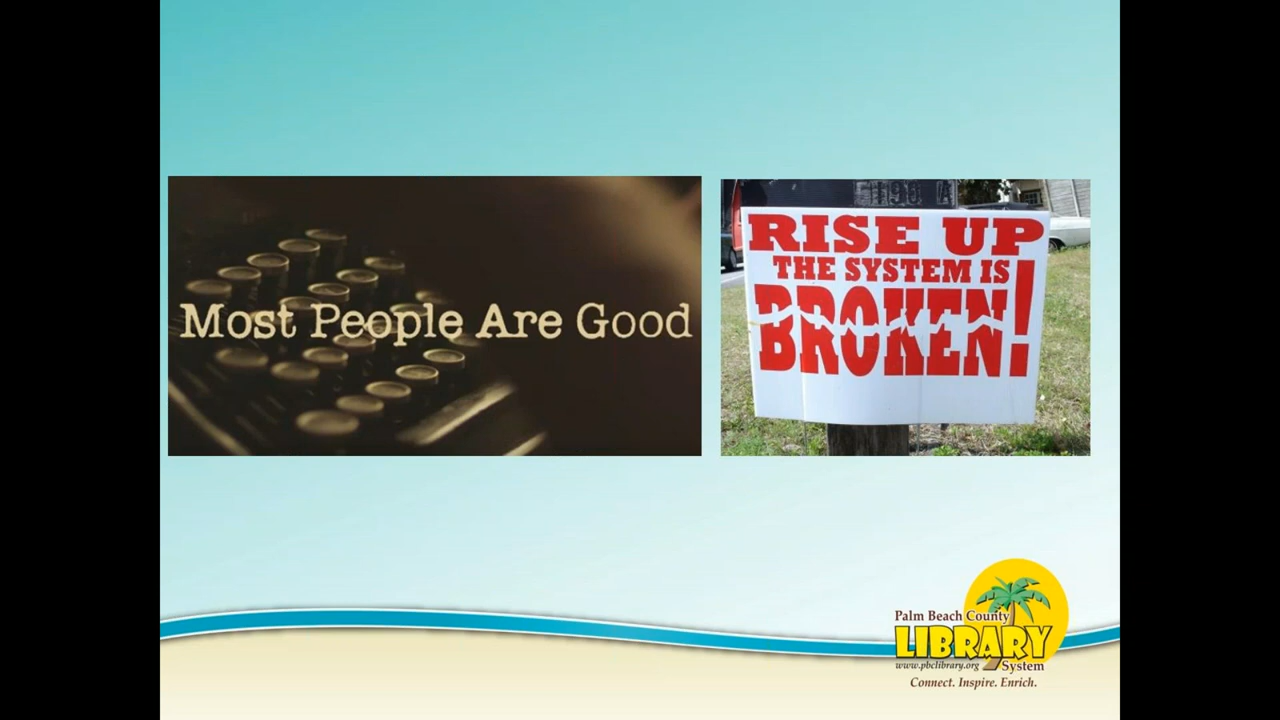 Most People Are Good
RISE UP
THE SYSTEM IS
BROKEN!
Palm Beach County
LIBRARY
www.pbclibrary.org System
Connect. Inspire. Enrich.